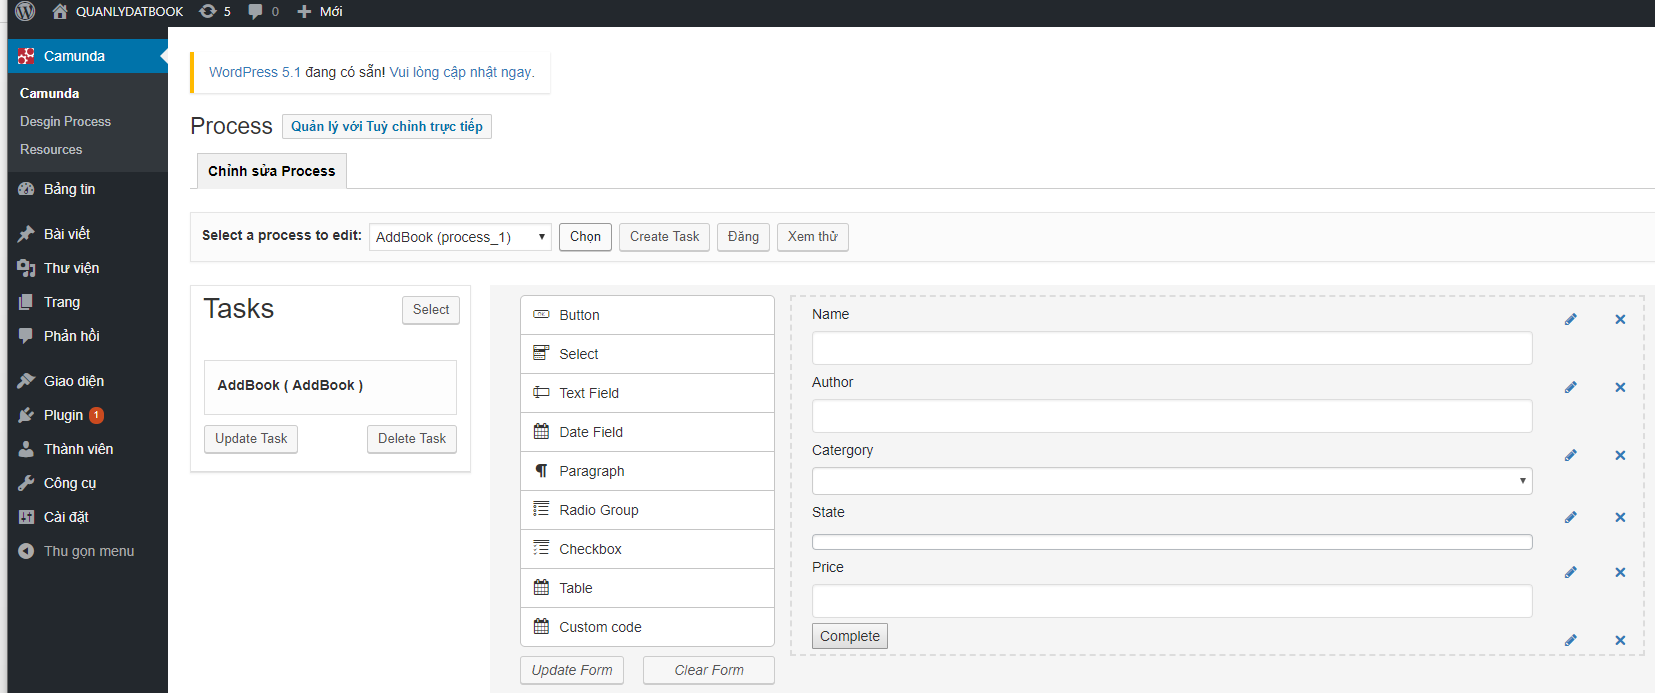 QUANLYDATBOOK 5 0 Mới
Camunda
Camunda
Desgin Process
Resources
Bảng tin
Bài viết
Thư viện
Trang
Phản hồi
Giao diện
Plugin 1
Thành viên
Công cụ
Cài đặt
Thu gọn menu
WordPress 5.1 đang có sẵn! Vui lòng cập nhật ngay.
Process Quản lý với Tuỳ chỉnh trực tiếp
Chỉnh sửa Process
Select a process to edit: AddBook (process_1) Chọn Create Task Đăng Xem thử
Tasks Select
AddBook ( AddBook )
Update Task Delete Task
Button
Select
Text Field
Date Field
Paragraph
Radio Group
Checkbox
Table
Custom code
Update Form Clear Form
Name
Author
Catergory
State
Price
Complete